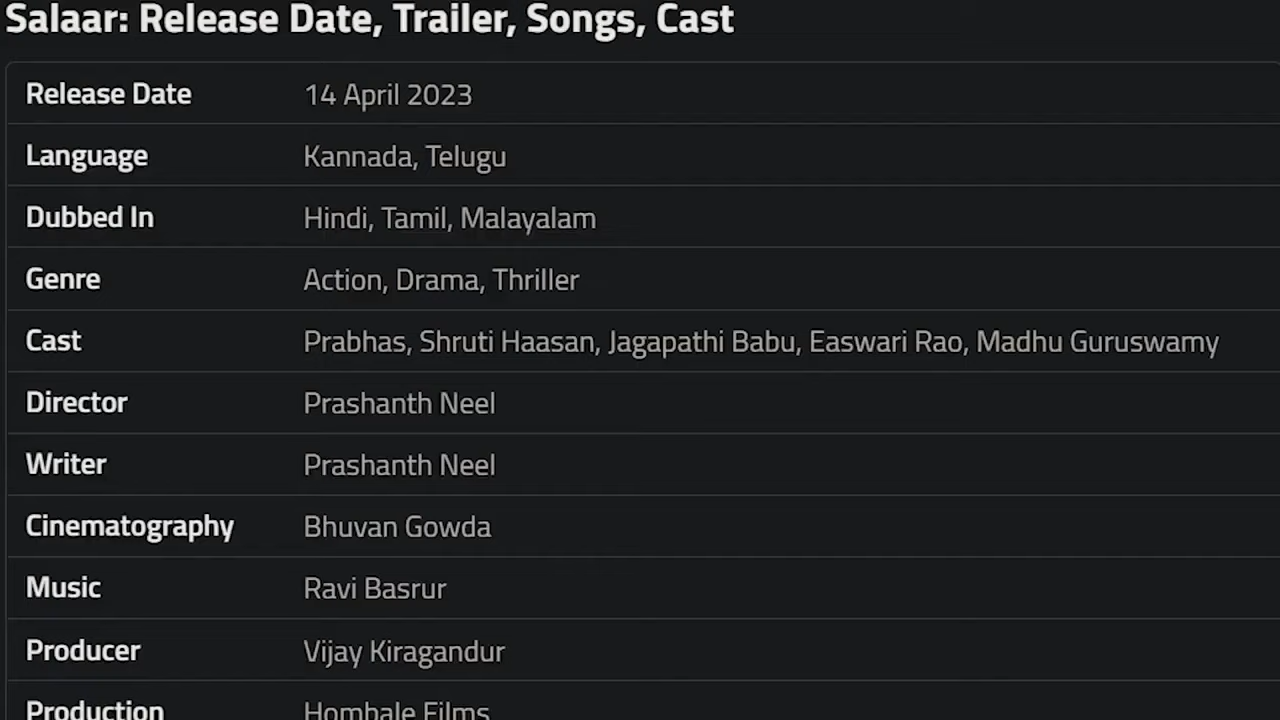 Salaar: Release Date, Trailer, Songs, Cast
Release Date 14 April 2023
Language Kannada, Telugu
Dubbed In Hindi, Tamil, Malayalam
Genre Action, Drama, Thriller
Cast Prabhas, Shruti Haasan, Jagapathi Babu, Easwari Rao, Madhu Guruswamy
Director Prashanth Neel
Writer Prashanth Neel
Cinematography Bhuvan Gowda
Music Ravi Basrur
Producer Vijay Kiragandur
Production Hombale Films